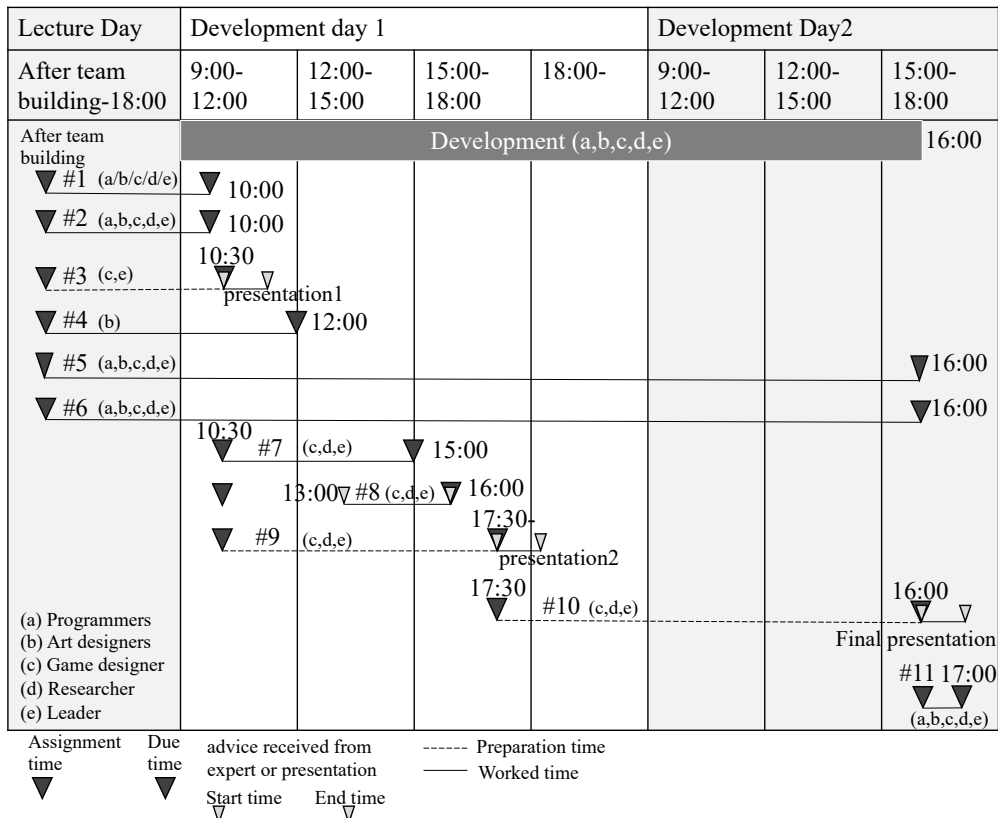 Lecture Day
Development day 1
Development Day2
After team
building-18:00
9:00-
12:00
12:00-
15:00
15:00-
18:00
18:00-
9:00-
12:00
12:00-
15:00
15:00-
18:00
After team
building
Development (a,b,c,d,e)
16:00
#1 (a/b/c/d/e)
10:00
#2 (a,b,c,d,e)
10:00
10:30
#3 (c,e)
presentation1
#4 (b)
12:00
#5 (a,b,c,d,e)
16:00
#6 (a,b,c,d,e)
16:00
10:30
#7 (c,d,e)
15:00
13:00
#8 (c,d,e)
16:00
17:30-
#9 (c,d,e)
presentation2
17:30
#10 (c,d,e)
16:00
Final presentation
#11 17:00
(a,b,c,d,e)
(a) Programmers
(b) Art designers
(c) Game designer
(d) Researcher
(e) Leader
Assignment
time
Due
time
advice received from
expert or presentation
Start time
End time
Preparation time
Worked time